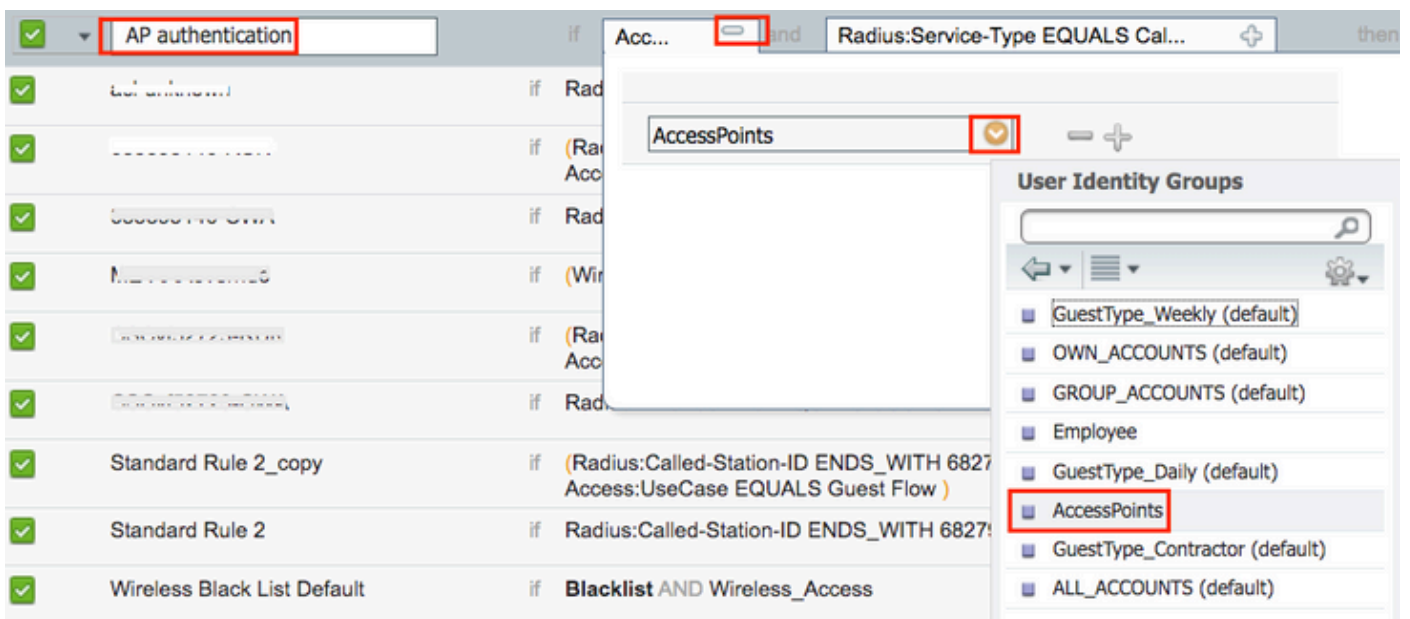 AP authentication if Acc... and Radius:Service-Type EQUALS Cal... then
if Rad
AccessPoints
if (Ra
Acc
User Identity Groups
if Rad
if (Wir
GuestType_Weekly (default)
if (Ra
Acc
OWN_ACCOUNTS (default)
GROUP_ACCOUNTS (default)
if Rad
Employee
Standard Rule 2_copy if (Radius:Called-Station-ID ENDS_WITH 6827
Access:UseCase EQUALS Guest Flow )
GuestType_Daily (default)
AccessPoints
Standard Rule 2 if Radius:Called-Station-ID ENDS_WITH 6827
GuestType_Contractor (default)
Wireless Black List Default if Blacklist AND Wireless_Access
ALL_ACCOUNTS (default)